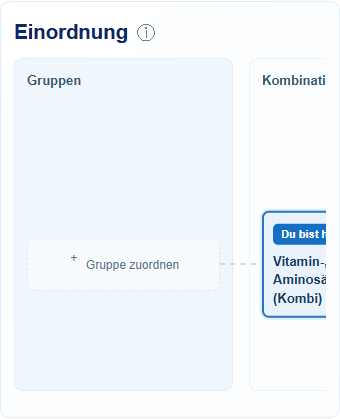 Einordnung ⓘ
Gruppen
Kombinati
+ Gruppe zuordnen
Du bist h
Vitamin-,
Aminosä
(Kombi)